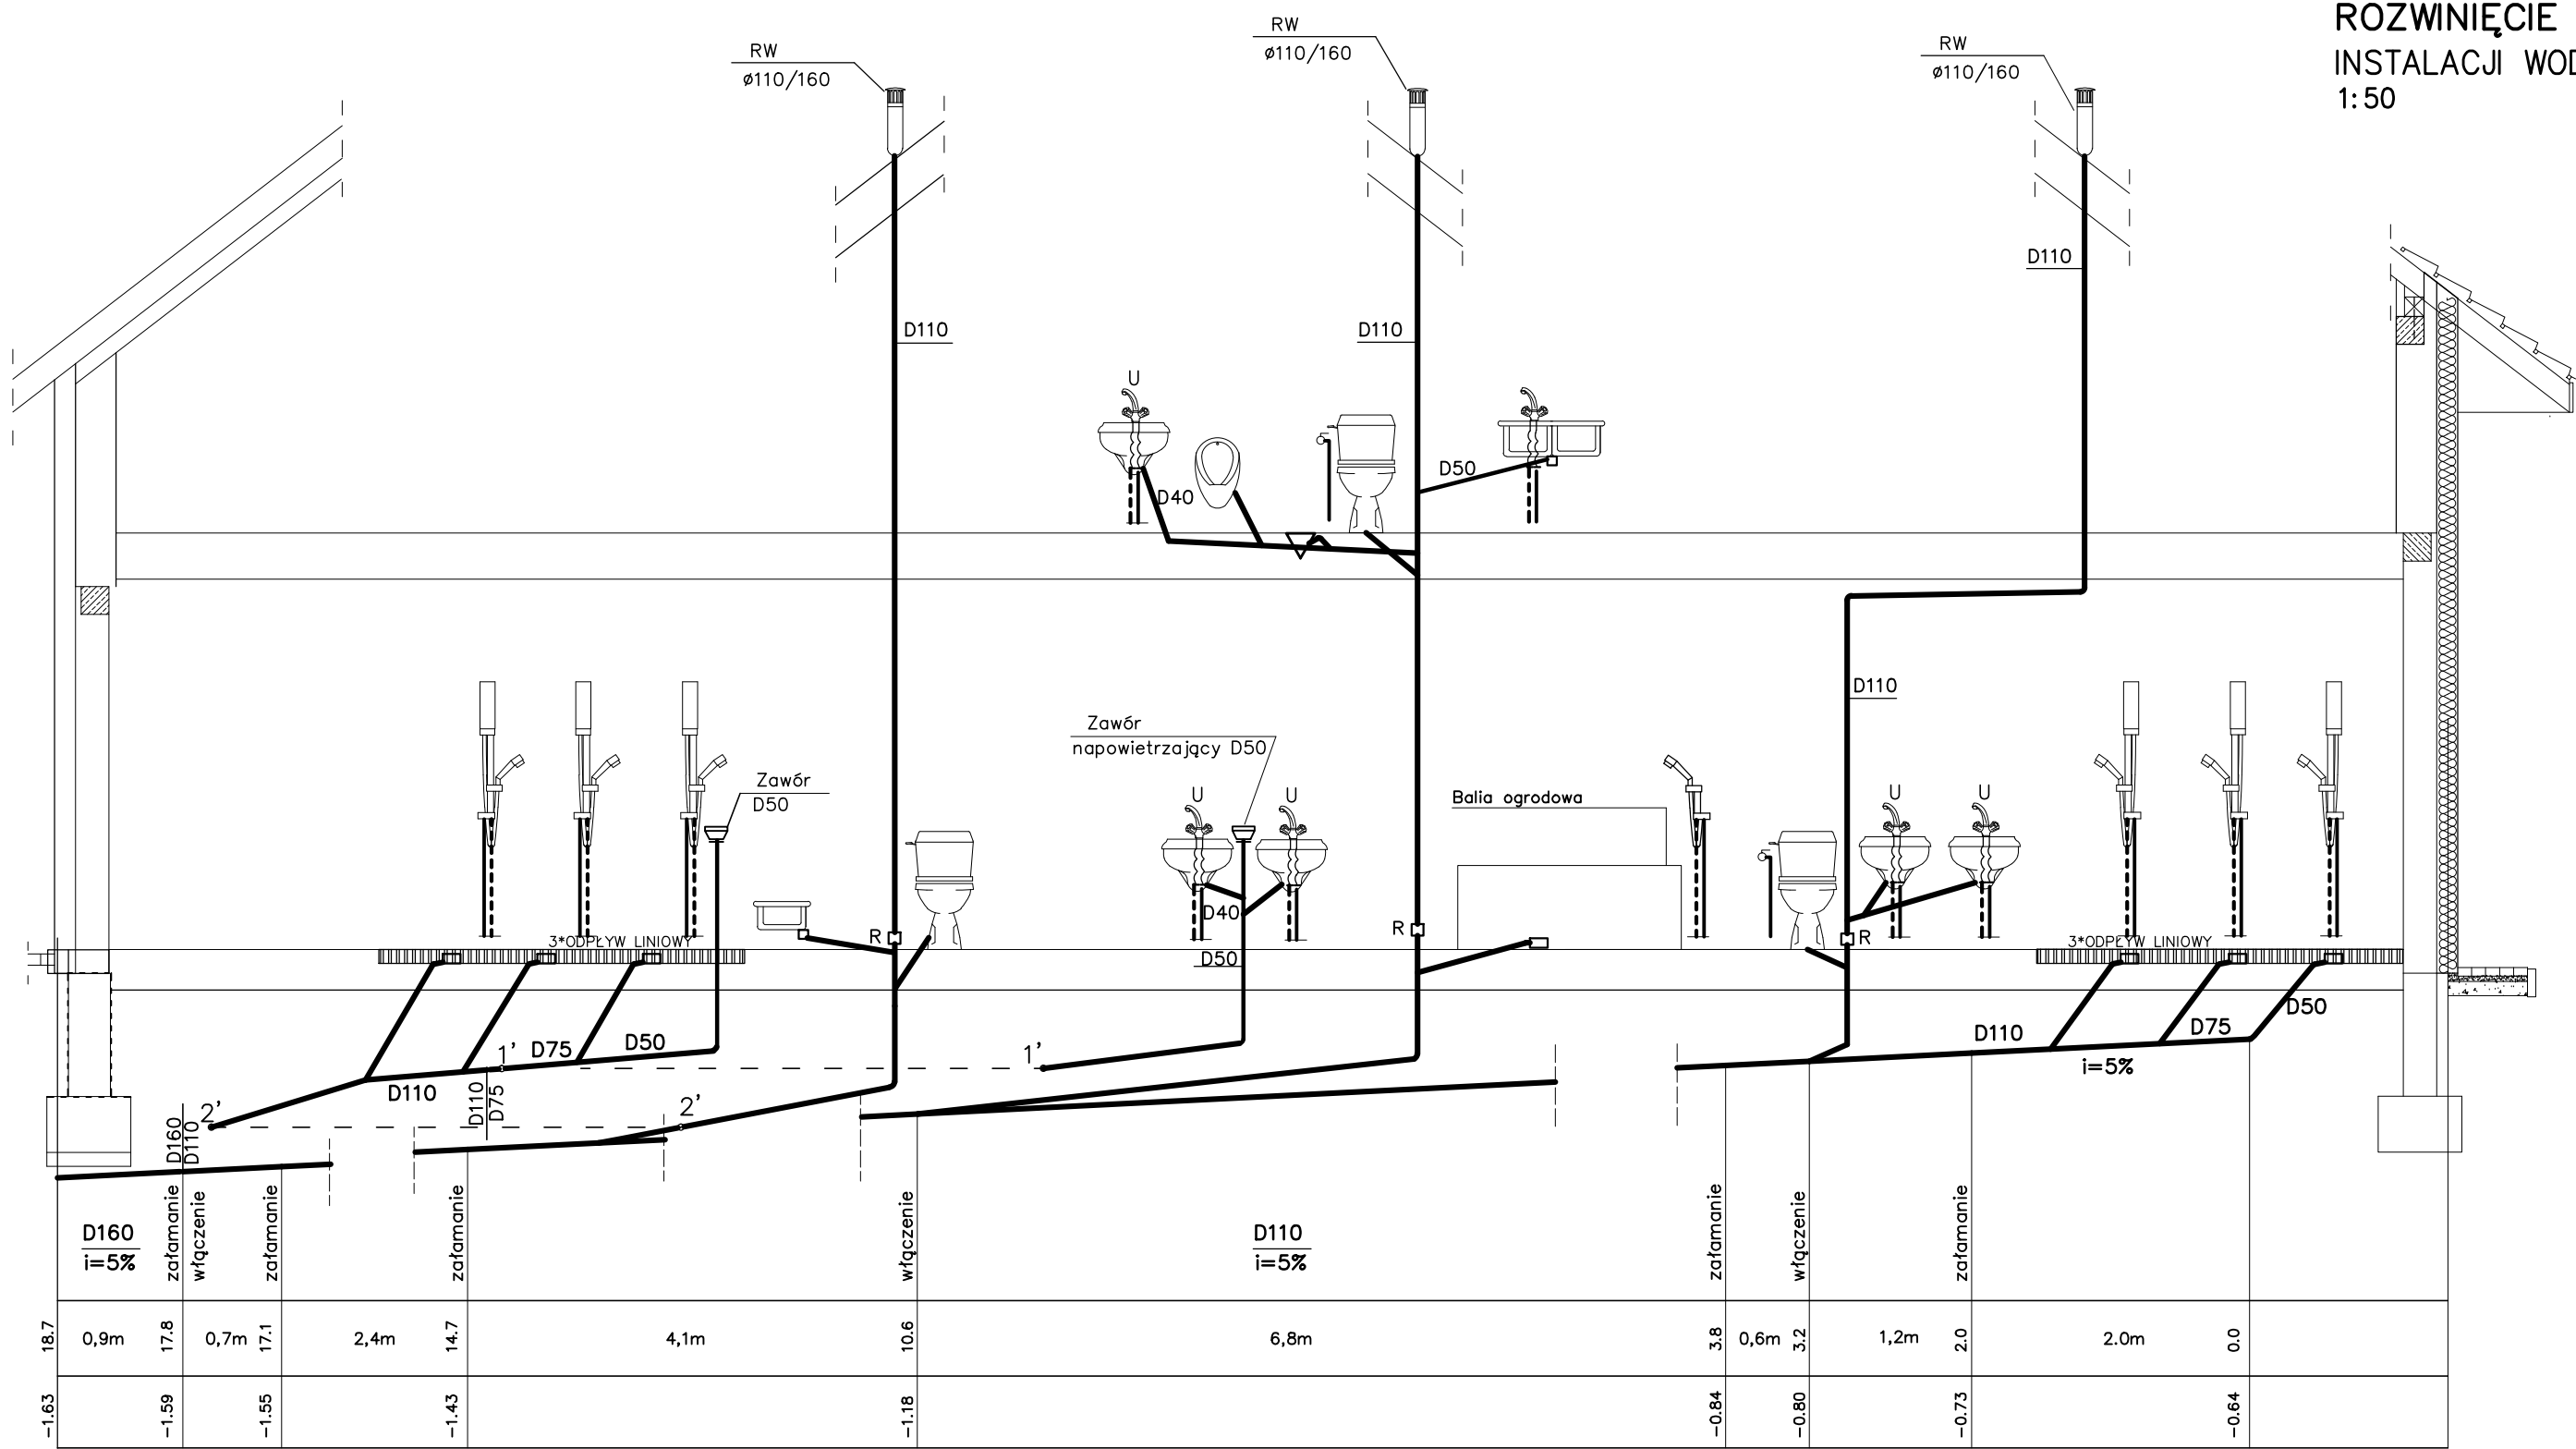 ROZWINIĘCIE
INSTALACJI WOD
1:50
RW
ø110/160
RW
ø110/160
RW
ø110/160
D110
D110
D110
U
D40
D50
D110
Zawór
napowietrzający D50
Zawór
D50
U
U
Balia ogrodowa
U
U
D40
R
R
R
3*ODPŁYW LINIOWY
3*ODPŁYW LINIOWY
D50
D50
D75
D50
1'
1'
D110
D110
D75
D110
D75
i=5%
2'
2'
D160
D110
D160
i=5%
D110
i=5%
załamanie
włączenie
załamanie
załamanie
włączenie
załamanie
włączenie
załamanie
18.7
0,9m
17.8
0,7m
17.1
2,4m
14.7
4,1m
10.6
6,8m
3.8
0,6m
3.2
1,2m
2.0
2.0m
0.0
-1.63
-1.59
-1.55
-1.43
-1.18
-0.84
-0.80
-0.73
-0.64